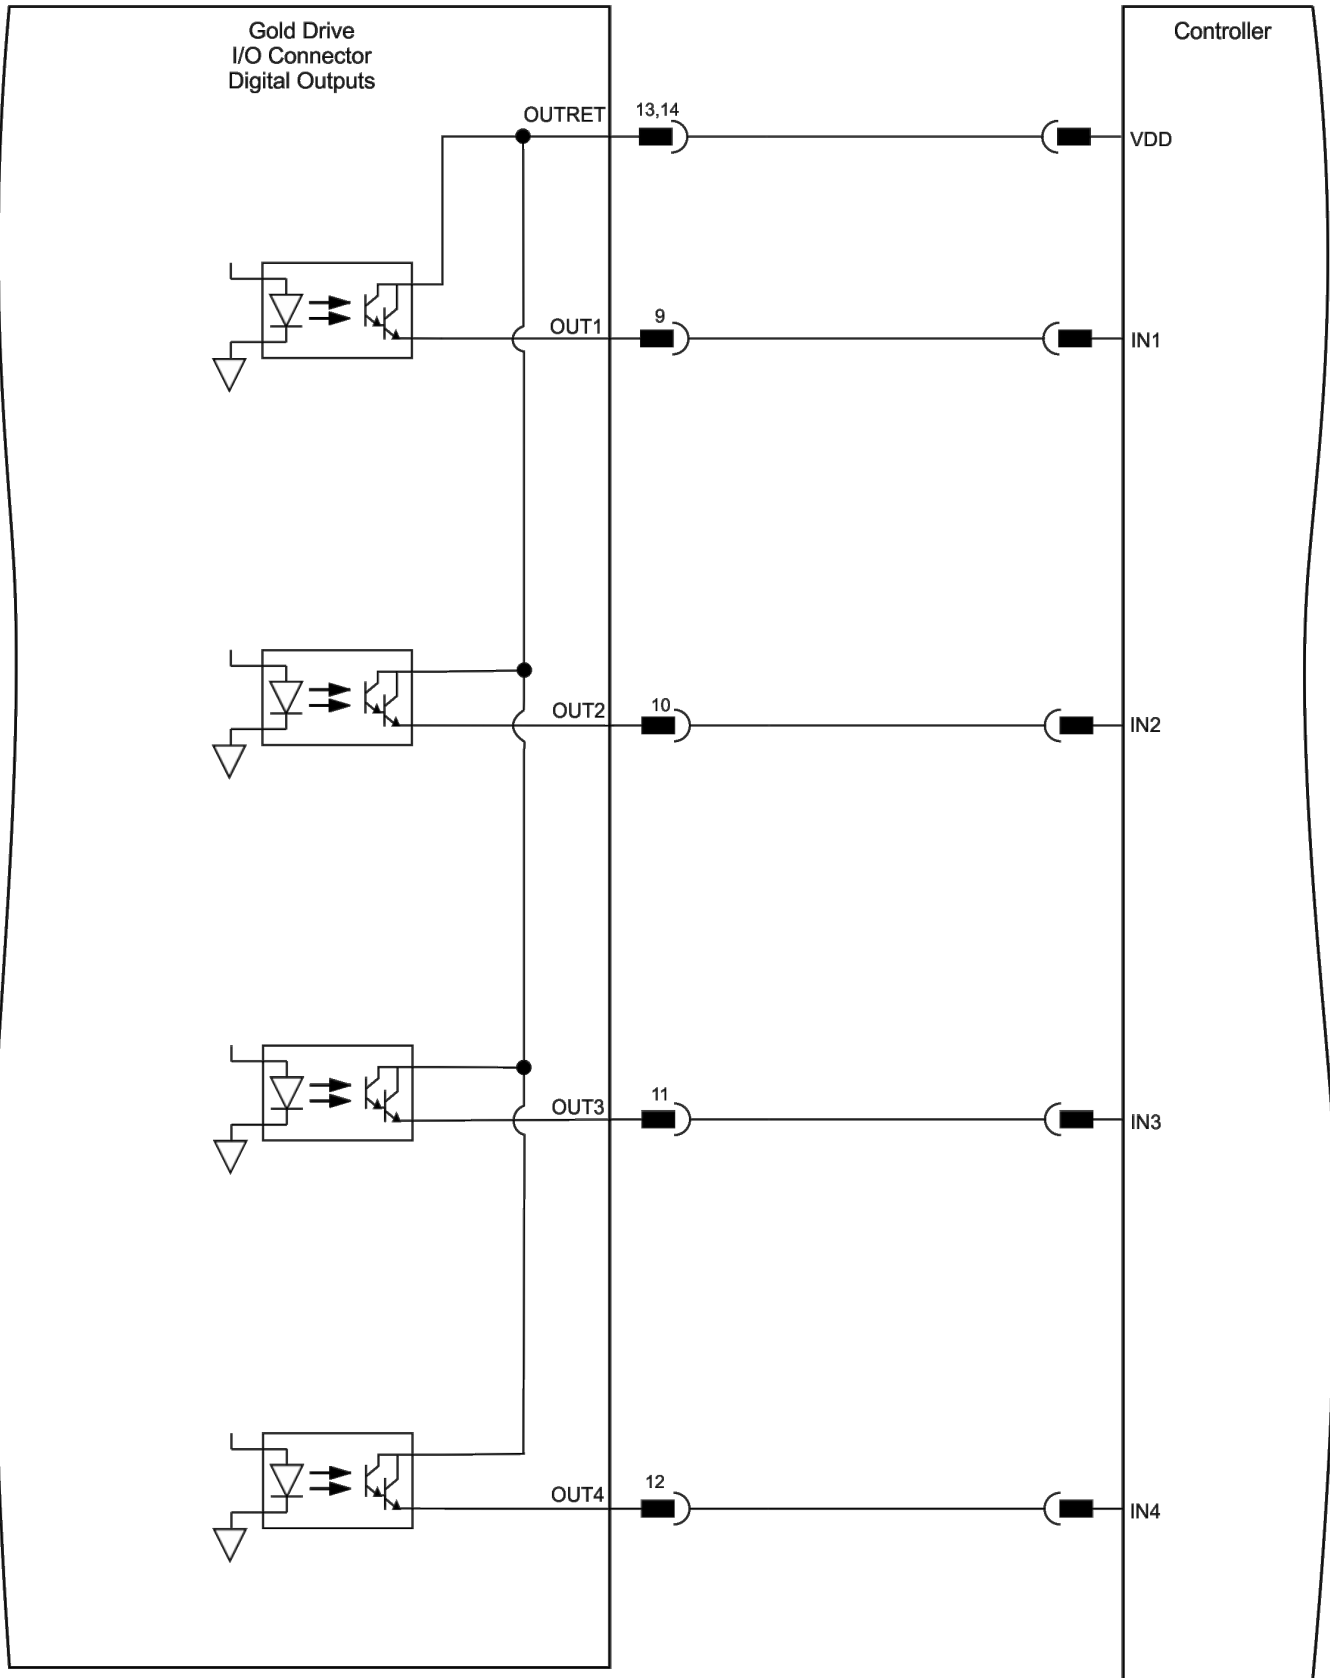 Gold Drive
I/O Connector
Digital Outputs
Controller
OUTRET
13,14
VDD
OUT1
9
IN1
OUT2
10
IN2
OUT3
11
IN3
OUT4
12
IN4